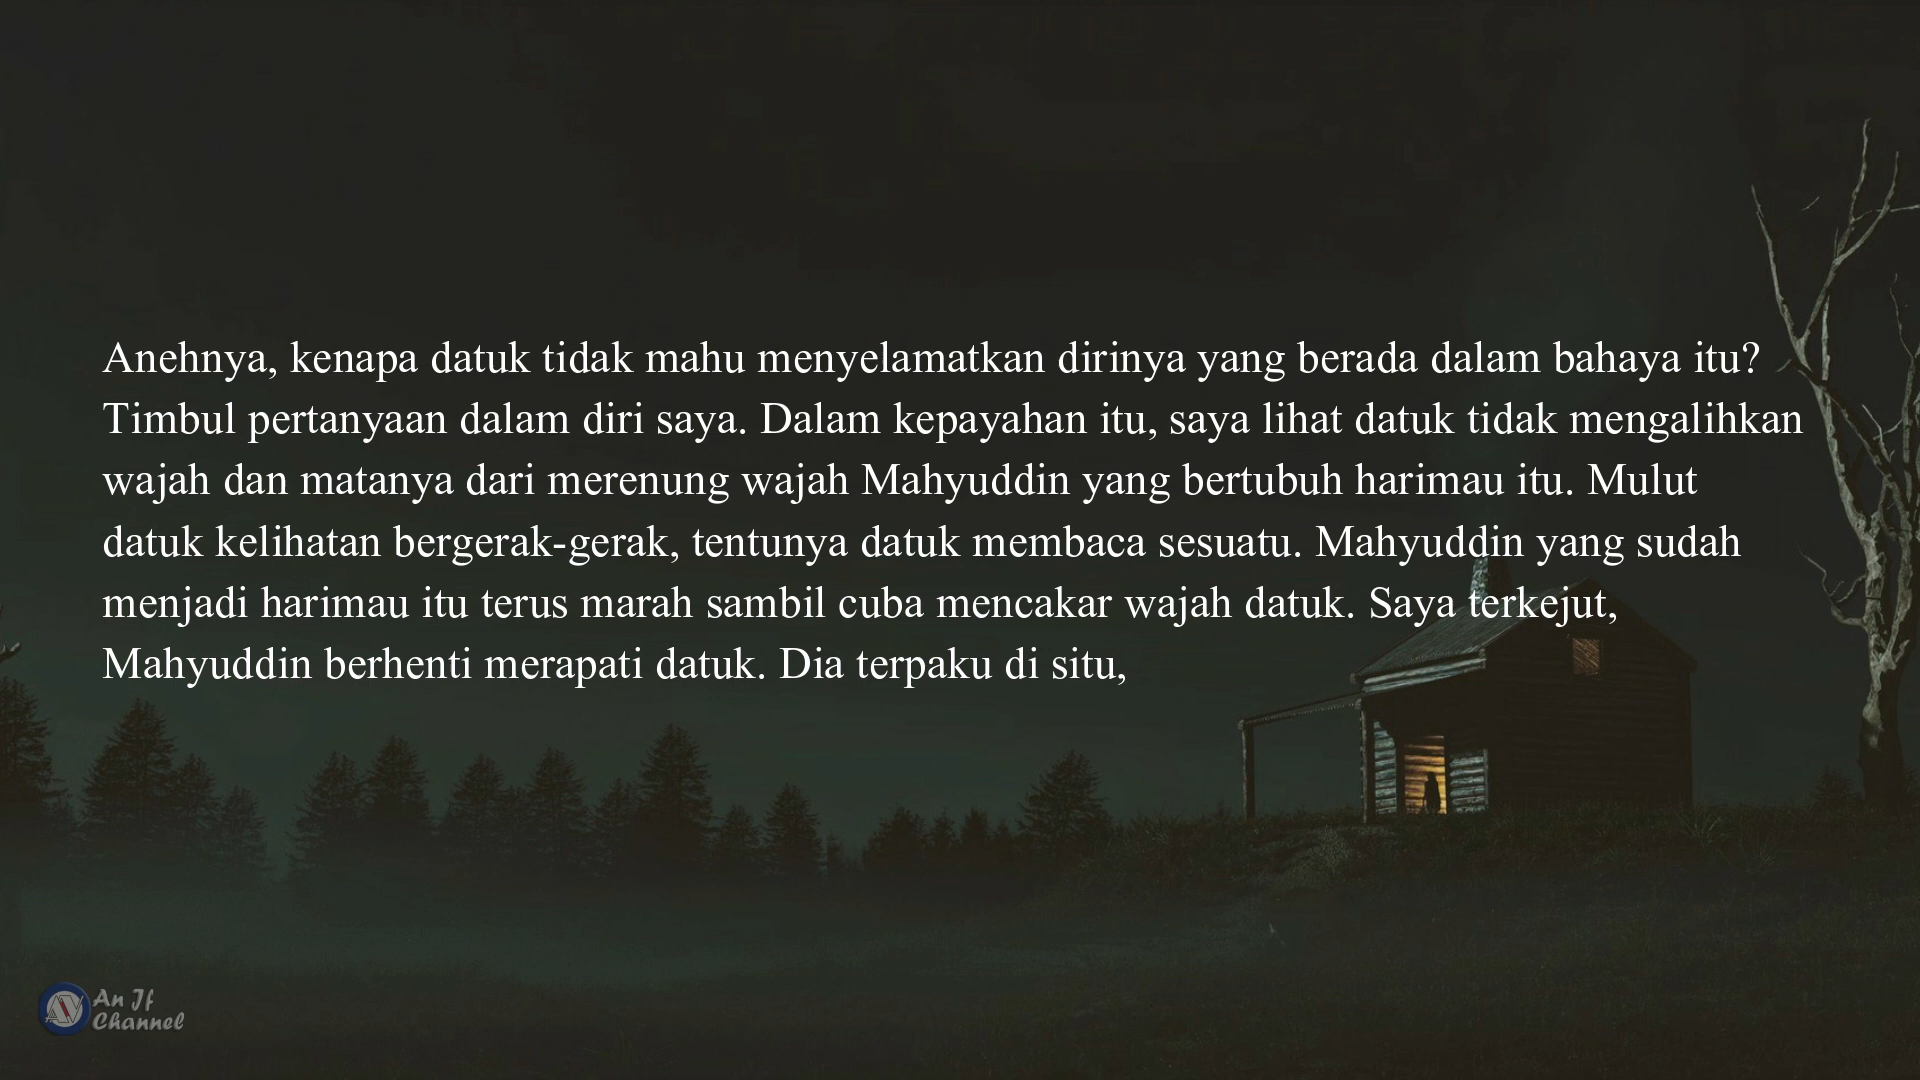 Anehnya, kenapa datuk tidak mahu menyelamatkan dirinya yang berada dalam bahaya itu?
Timbul pertanyaan dalam diri saya. Dalam kepayahan itu, saya lihat datuk tidak mengalihkan
wajah dan matanya dari merenung wajah Mahyuddin yang bertubuh harimau itu. Mulut
datuk kelihatan bergerak-gerak, tentunya datuk membaca sesuatu. Mahyuddin yang sudah
menjadi harimau itu terus marah sambil cuba mencakar wajah datuk. Saya terkejut,
Mahyuddin berhenti merapati datuk. Dia terpaku di situ,
An If
Channel